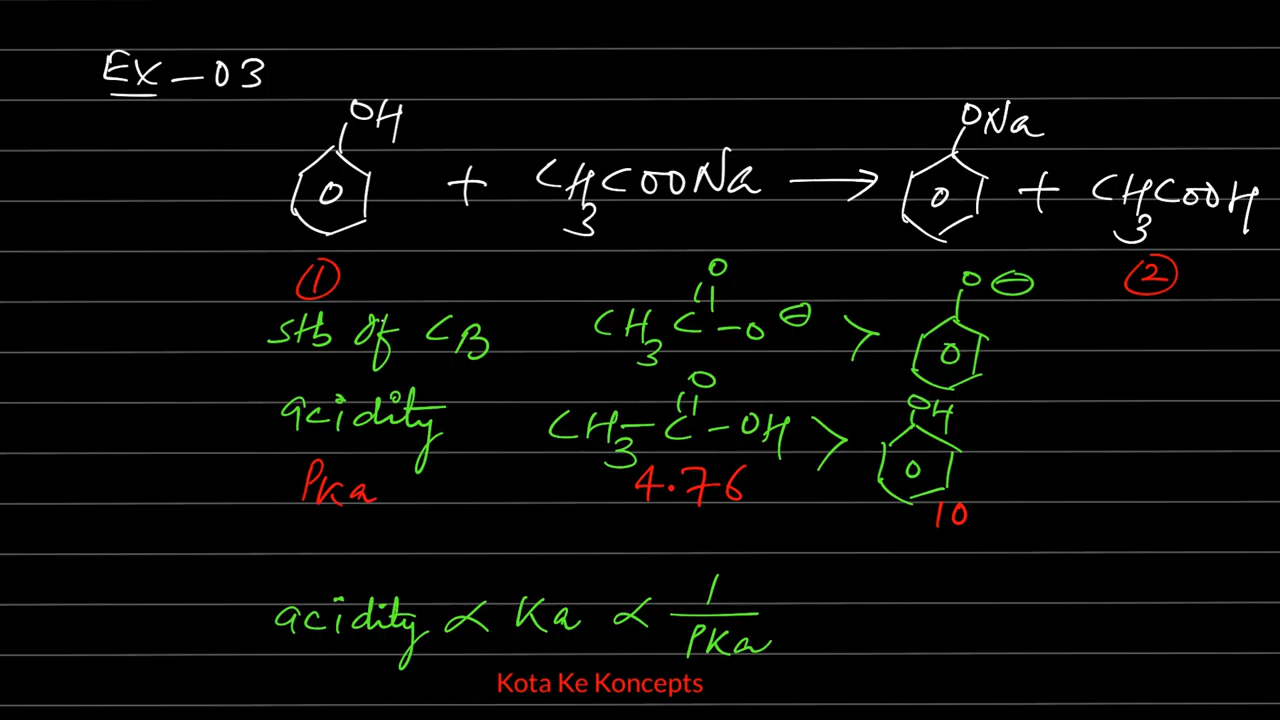 EX-03
OH + CH3COONa → ONa + CH3COOH
① ②
stb of CB CH3 C O -O ⊖ > O ⊖
acidity CH3-C O -OH > OH
PKa 4.76 10
acidity ∝ Ka ∝ 1/PKa
Kota Ke Koncepts